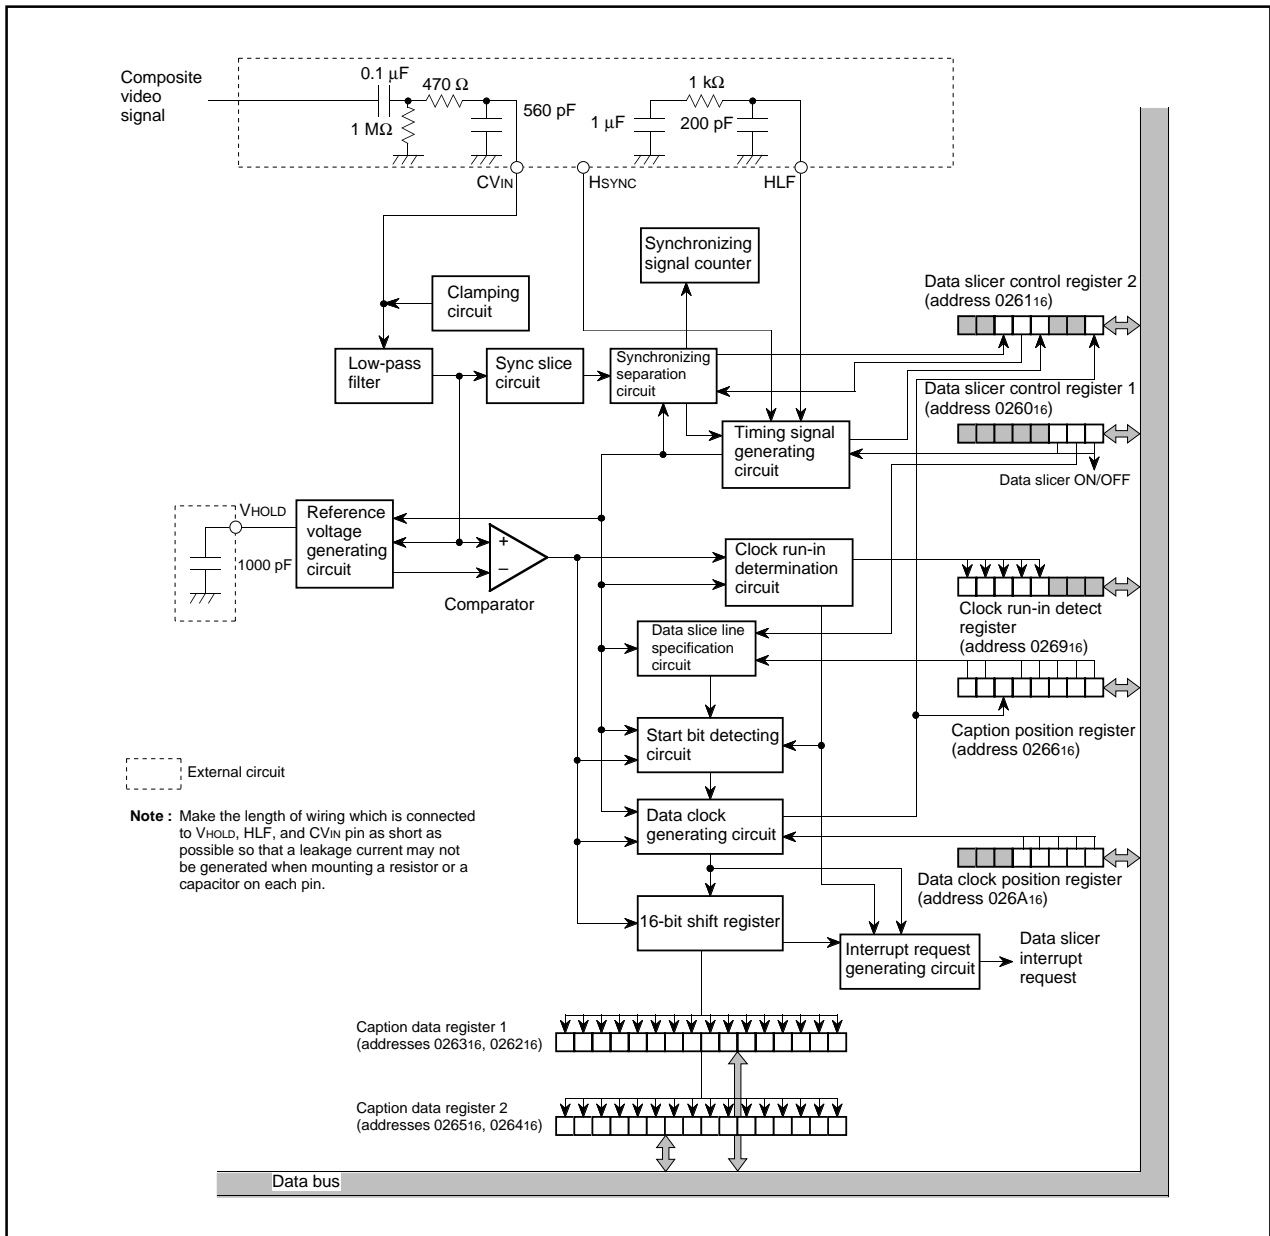 Composite
video
signal
0.1 μF
470 Ω
1 MΩ
560 pF
1 kΩ
1 μF
200 pF
CVIN
HSYNC
HLF
Synchronizing
signal counter
Clamping
circuit
Data slicer control register 2
(address 026116)
Low-pass
filter
Sync slice
circuit
Synchronizing
separation
circuit
Data slicer control register 1
(address 026016)
Timing signal
generating
circuit
Data slicer ON/OFF
VHOLD
1000 pF
Reference
voltage
generating
circuit
+
–
Comparator
Clock run-in
determination
circuit
Clock run-in detect
register
(address 026916)
Data slice line
specification
circuit
Caption position register
(address 026616)
Start bit detecting
circuit
External circuit
Note : Make the length of wiring which is connected
to VHOLD, HLF, and CVIN pin as short as
possible so that a leakage current may not
be generated when mounting a resistor or a
capacitor on each pin.
Data clock
generating circuit
Data clock position register
(address 026A16)
16-bit shift register
Interrupt request
generating circuit
Data slicer
interrupt
request
Caption data register 1
(addresses 026316, 026216)
Caption data register 2
(addresses 026516, 026416)
Data bus